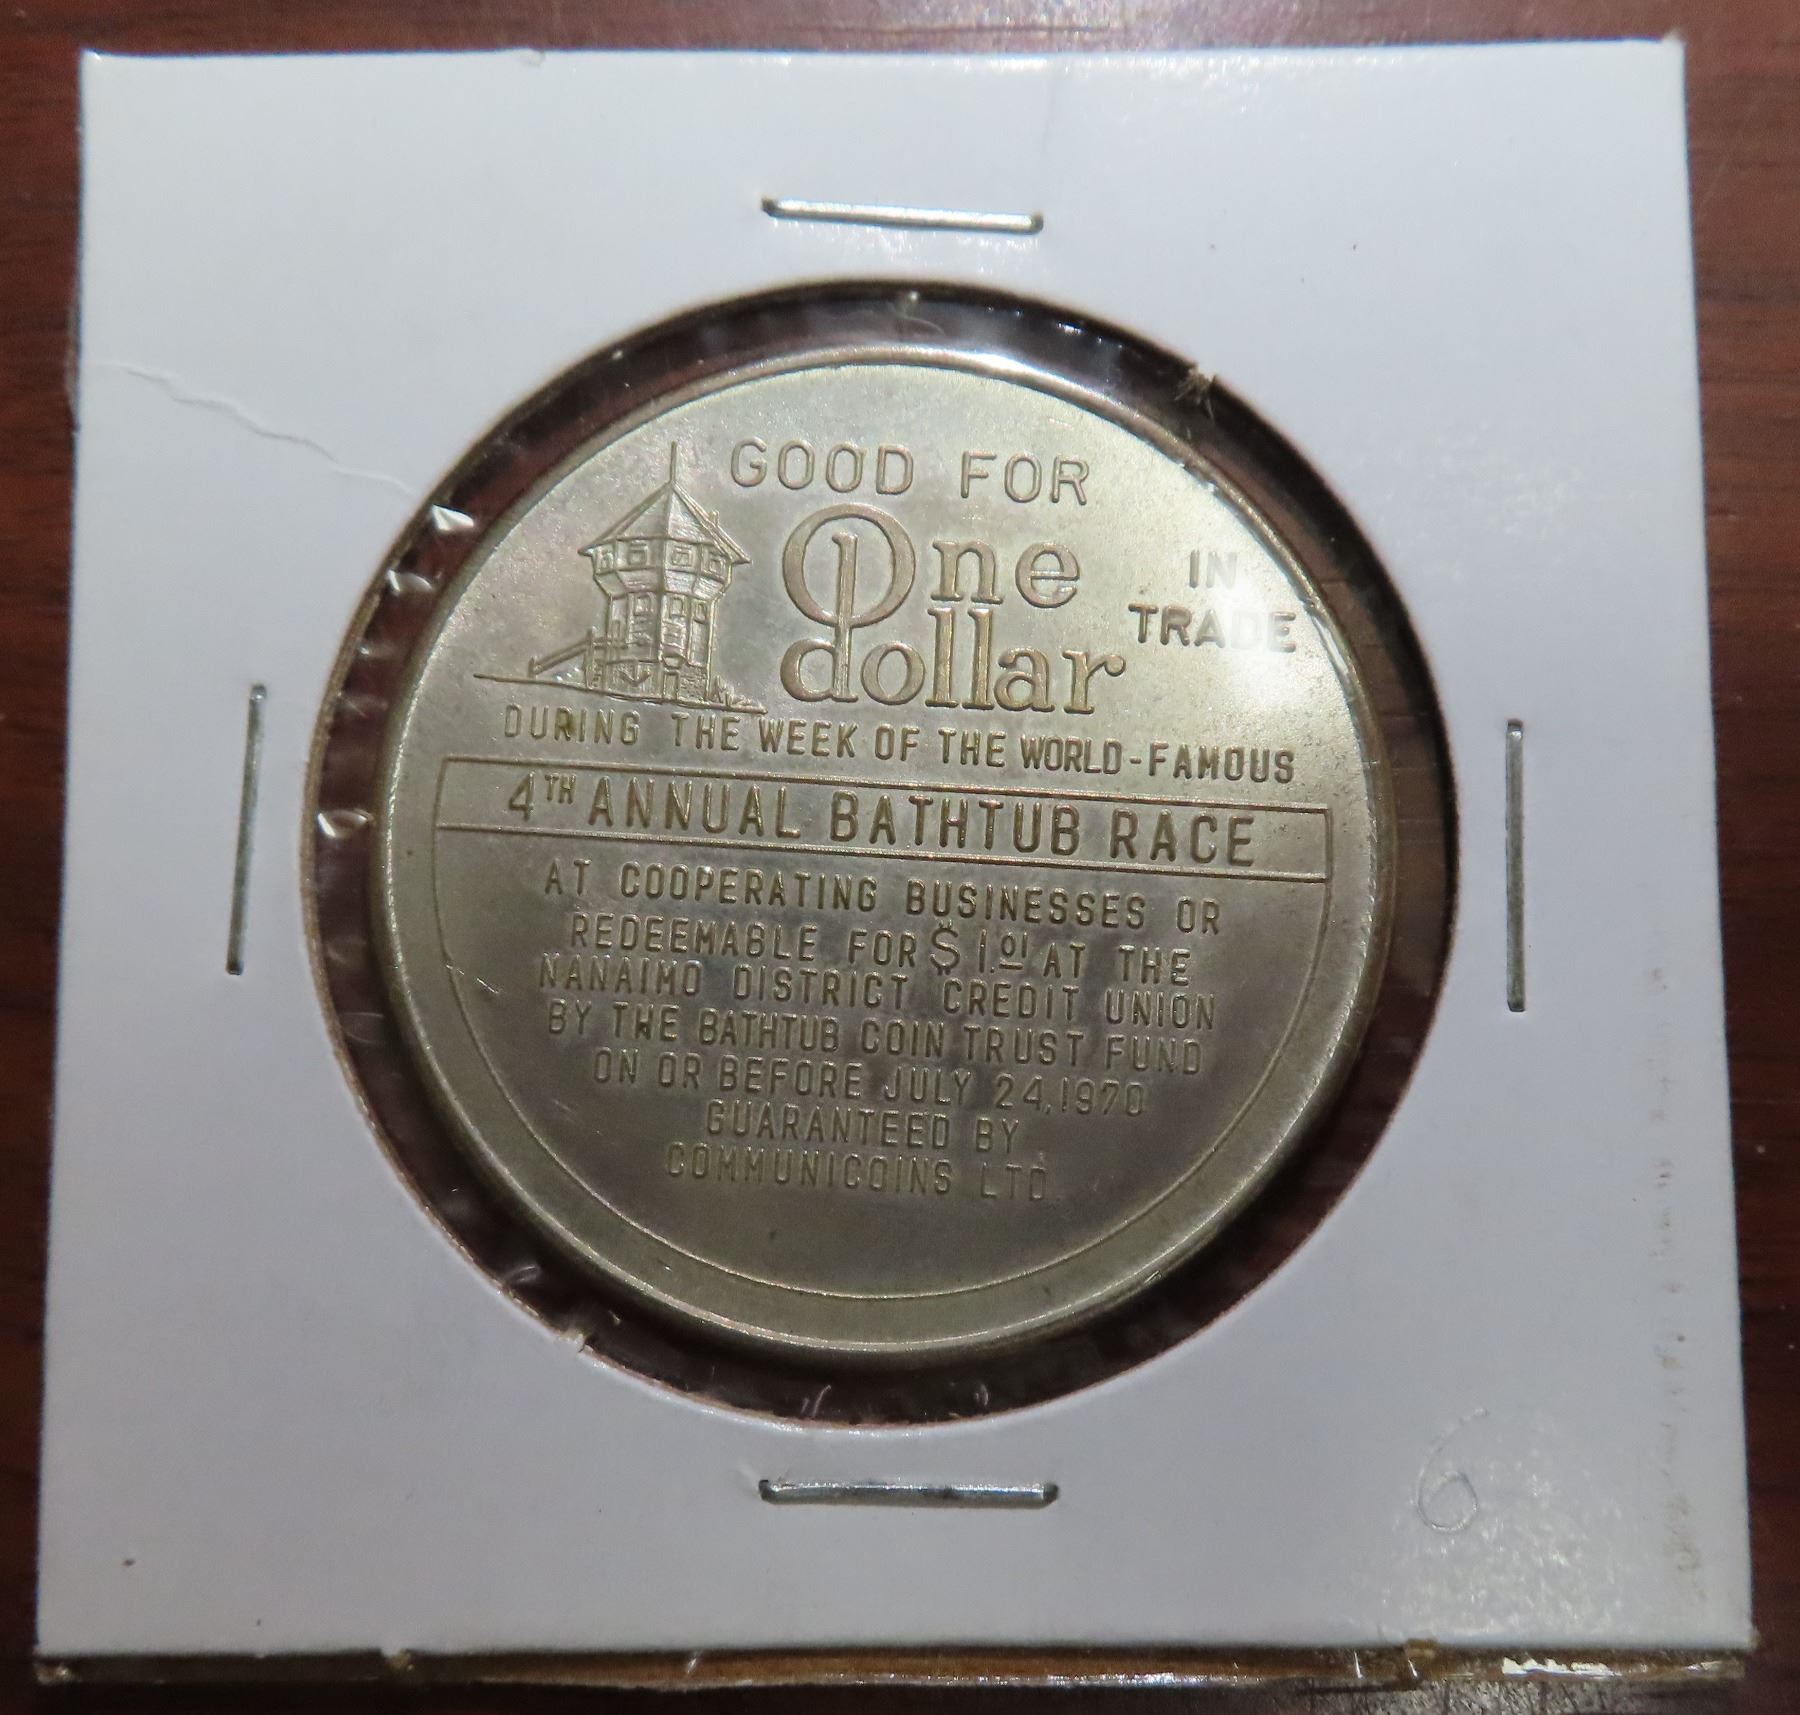 GOOD FOR
One
dollar
IN
TRADE
DURING THE WEEK OF THE WORLD-FAMOUS
4TH ANNUAL BATHTUB RACE
AT COOPERATING BUSINESSES OR
REDEEMABLE FOR $1.01 AT THE
NANAIMO DISTRICT CREDIT UNION
BY THE BATHTUB COIN TRUST FUND
ON OR BEFORE JULY 24, 1970
GUARANTEED BY
COMMUNICOINS LTD.
6